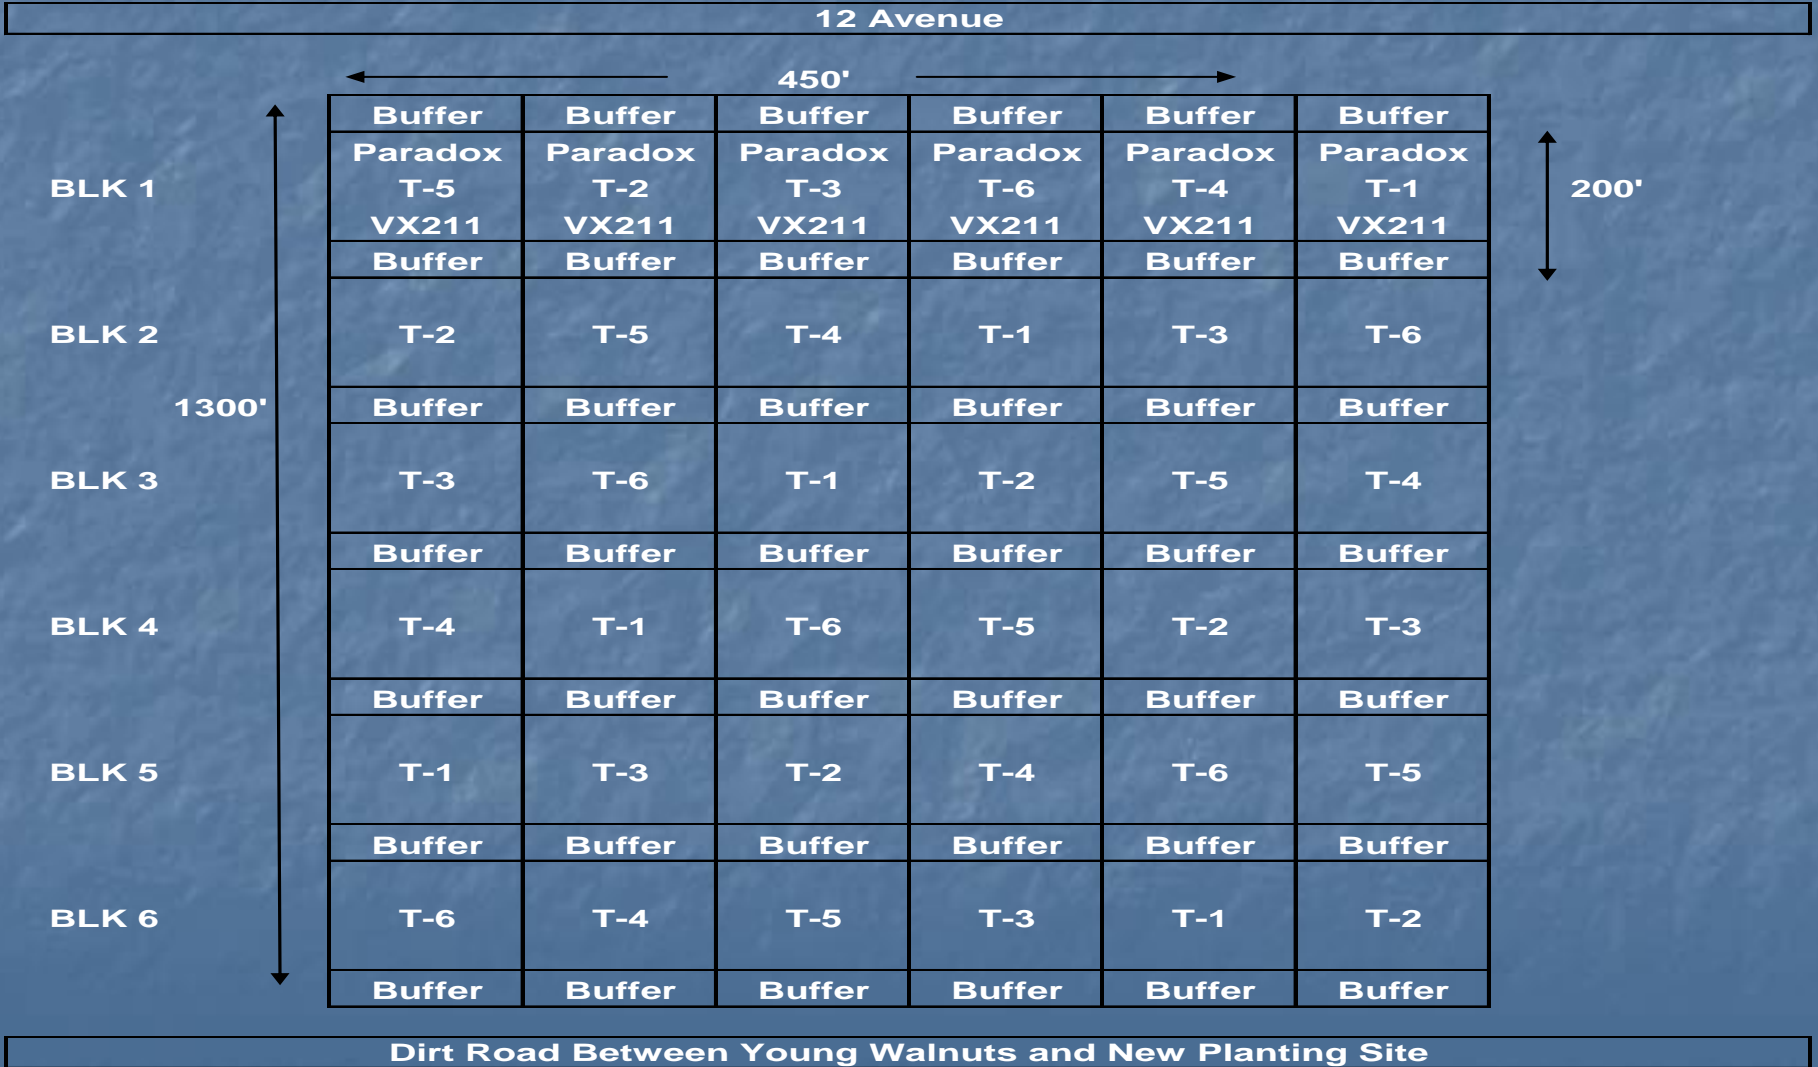 12 Avenue
450'
Buffer Buffer Buffer Buffer Buffer Buffer
Paradox Paradox Paradox Paradox Paradox Paradox
BLK 1 T-5 T-2 T-3 T-6 T-4 T-1 200'
VX211 VX211 VX211 VX211 VX211 VX211
Buffer Buffer Buffer Buffer Buffer Buffer
BLK 2 T-2 T-5 T-4 T-1 T-3 T-6
1300' Buffer Buffer Buffer Buffer Buffer Buffer
BLK 3 T-3 T-6 T-1 T-2 T-5 T-4
Buffer Buffer Buffer Buffer Buffer Buffer
BLK 4 T-4 T-1 T-6 T-5 T-2 T-3
Buffer Buffer Buffer Buffer Buffer Buffer
BLK 5 T-1 T-3 T-2 T-4 T-6 T-5
Buffer Buffer Buffer Buffer Buffer Buffer
BLK 6 T-6 T-4 T-5 T-3 T-1 T-2
Buffer Buffer Buffer Buffer Buffer Buffer
Dirt Road Between Young Walnuts and New Planting Site